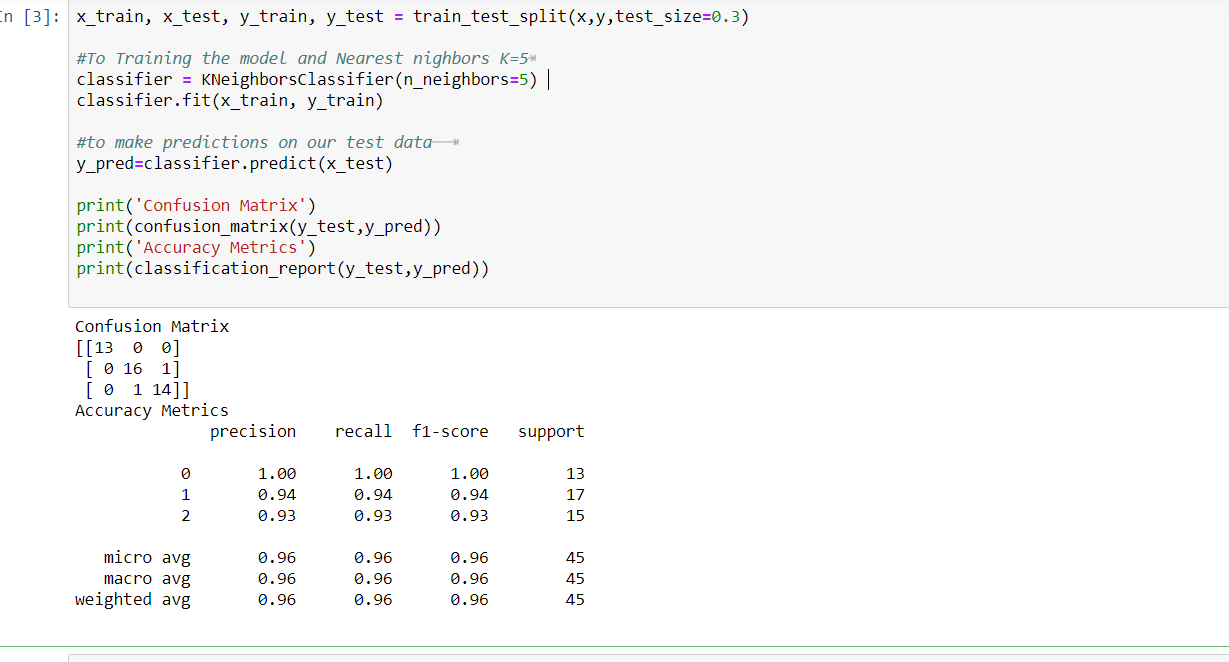 In [3]: x_train, x_test, y_train, y_test = train_test_split(x,y,test_size=0.3)
#To Training the model and Nearest nighbors K=5
classifier = KNeighborsClassifier(n_neighbors=5)
classifier.fit(x_train, y_train)
#to make predictions on our test data
y_pred=classifier.predict(x_test)
print('Confusion Matrix')
print(confusion_matrix(y_test,y_pred))
print('Accuracy Metrics')
print(classification_report(y_test,y_pred))
Confusion Matrix
[[13  0  0]
 [ 0 16  1]
 [ 0  1 14]]
Accuracy Metrics
              precision    recall  f1-score   support
           0       1.00      1.00      1.00        13
           1       0.94      0.94      0.94        17
           2       0.93      0.93      0.93        15
   micro avg       0.96      0.96      0.96        45
   macro avg       0.96      0.96      0.96        45
weighted avg       0.96      0.96      0.96        45